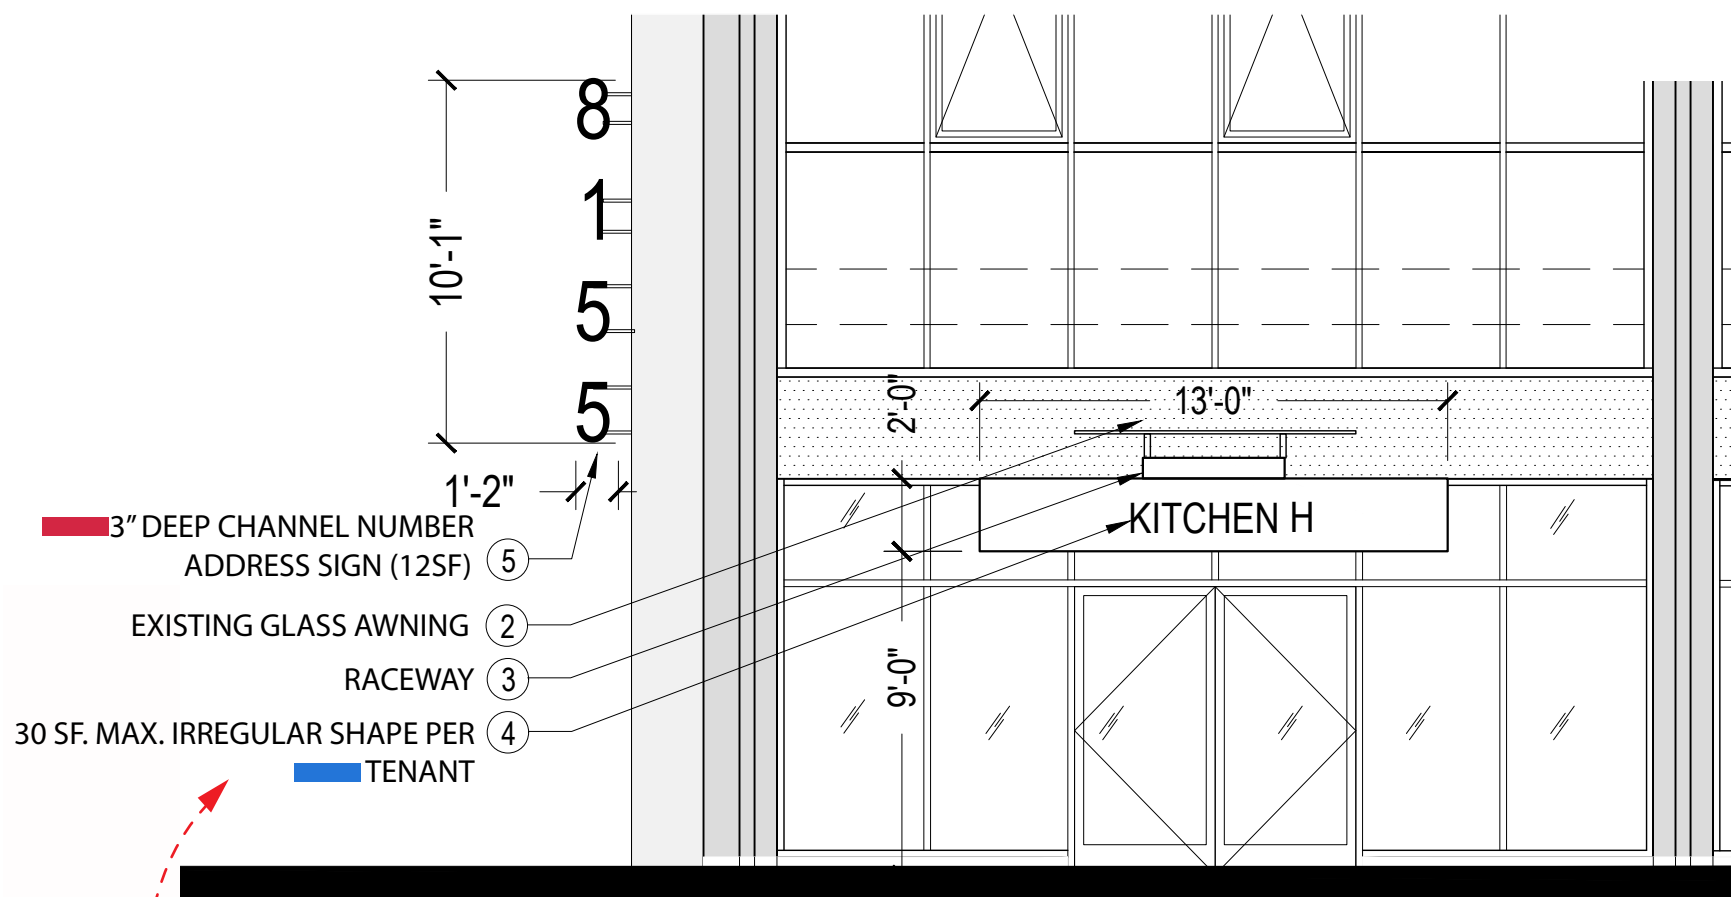 8
1
5
5
10'-1"
1'-2"
2'-0"
13'-0"
KITCHEN H
9'-0"
3” DEEP CHANNEL NUMBER
ADDRESS SIGN (12SF) 5
EXISTING GLASS AWNING 2
RACEWAY 3
30 SF. MAX. IRREGULAR SHAPE PER 4
TENANT